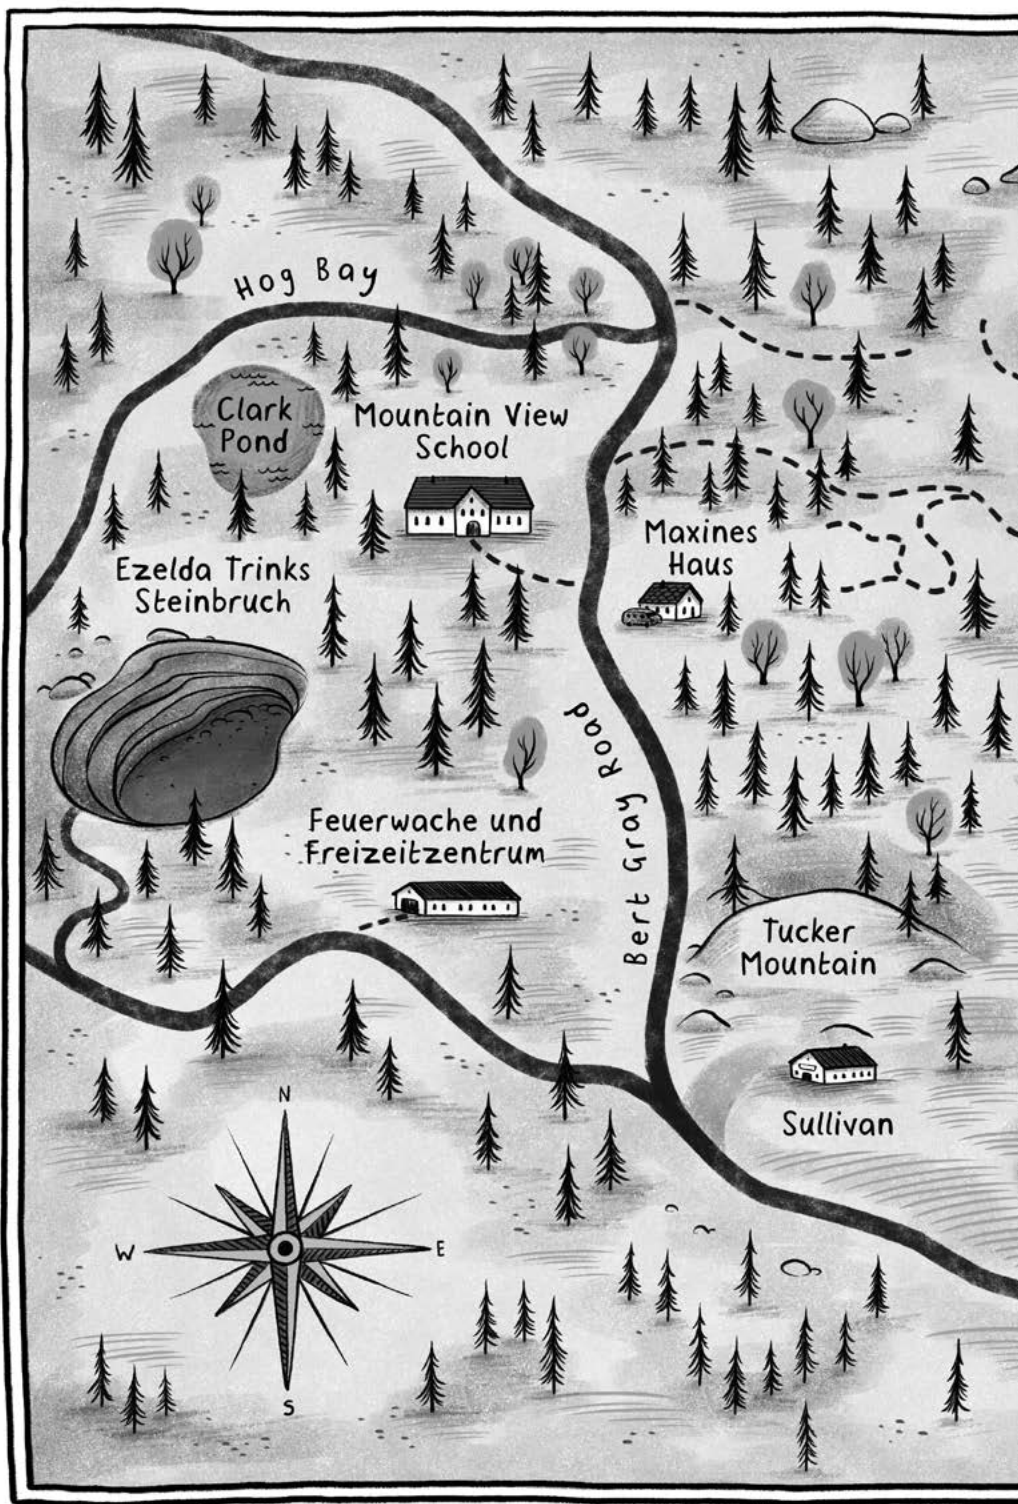 Hog Bay
Clark
Pond
Mountain View
School
Maxines
Haus
Ezelda Trinks
Steinbruch
Bert Gray Road
Feuerwache und
Freizeitzentrum
Tucker
Mountain
Sullivan
N
W
E
S